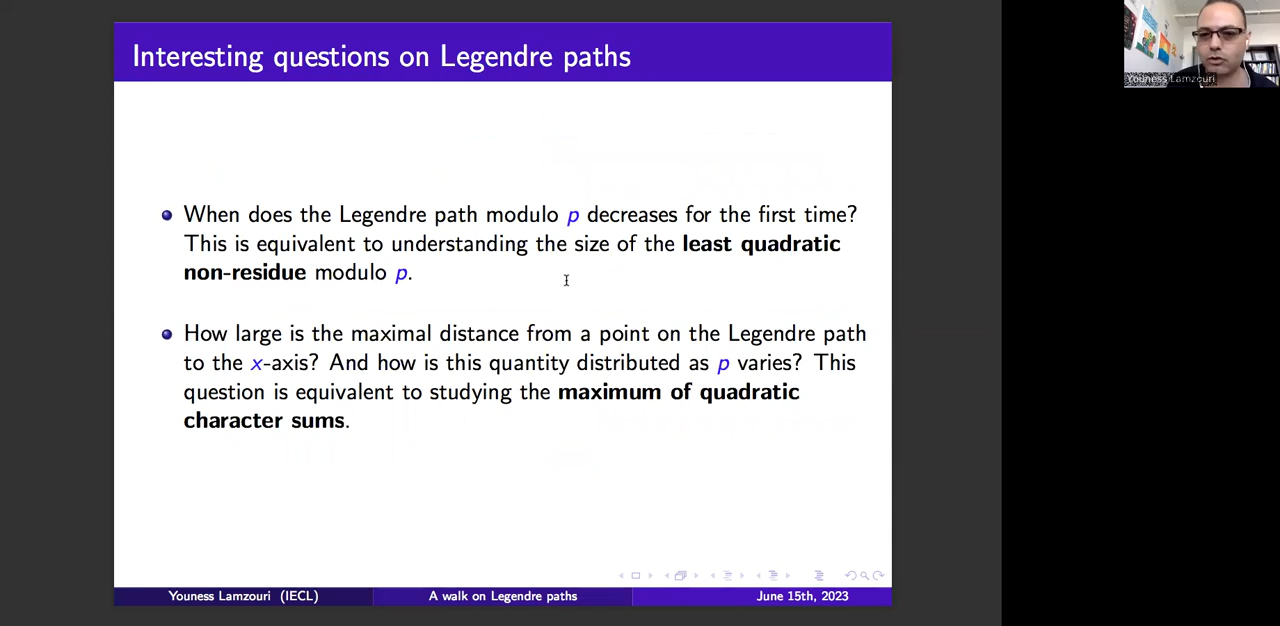 Interesting questions on Legendre paths
When does the Legendre path modulo p decreases for the first time?
This is equivalent to understanding the size of the least quadratic
non-residue modulo p.
How large is the maximal distance from a point on the Legendre path
to the x-axis? And how is this quantity distributed as p varies? This
question is equivalent to studying the maximum of quadratic
character sums.
Youness Lamzouri (IECL)
A walk on Legendre paths
June 15th, 2023
Youness Lamzouri